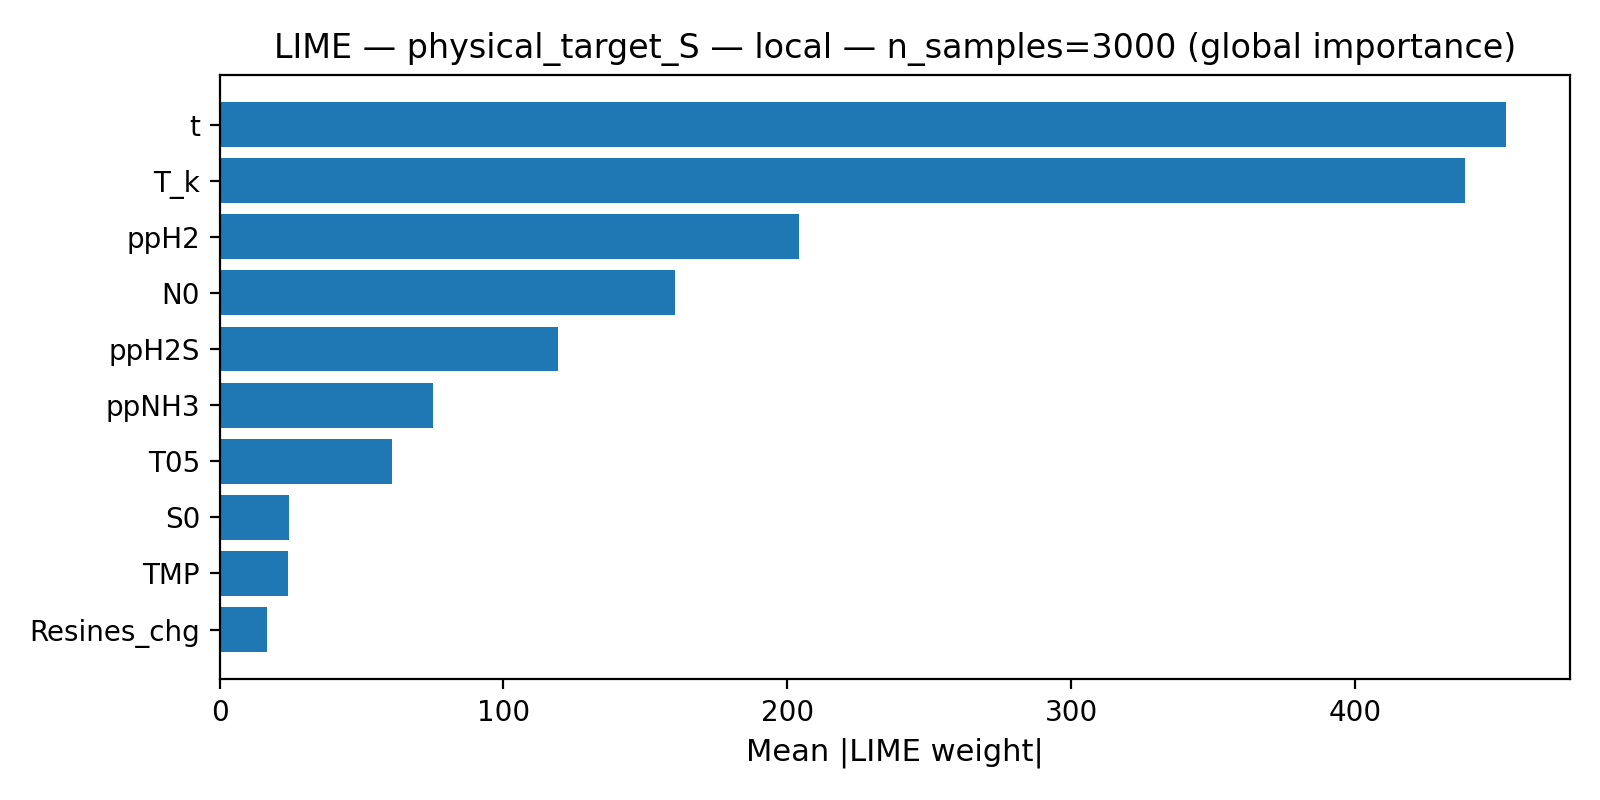 LIME — physical_target_S — local — n_samples=3000 (global importance)
t
T_k
ppH2
N0
ppH2S
ppNH3
T05
S0
TMP
Resines_chg
0 100 200 300 400
Mean |LIME weight|